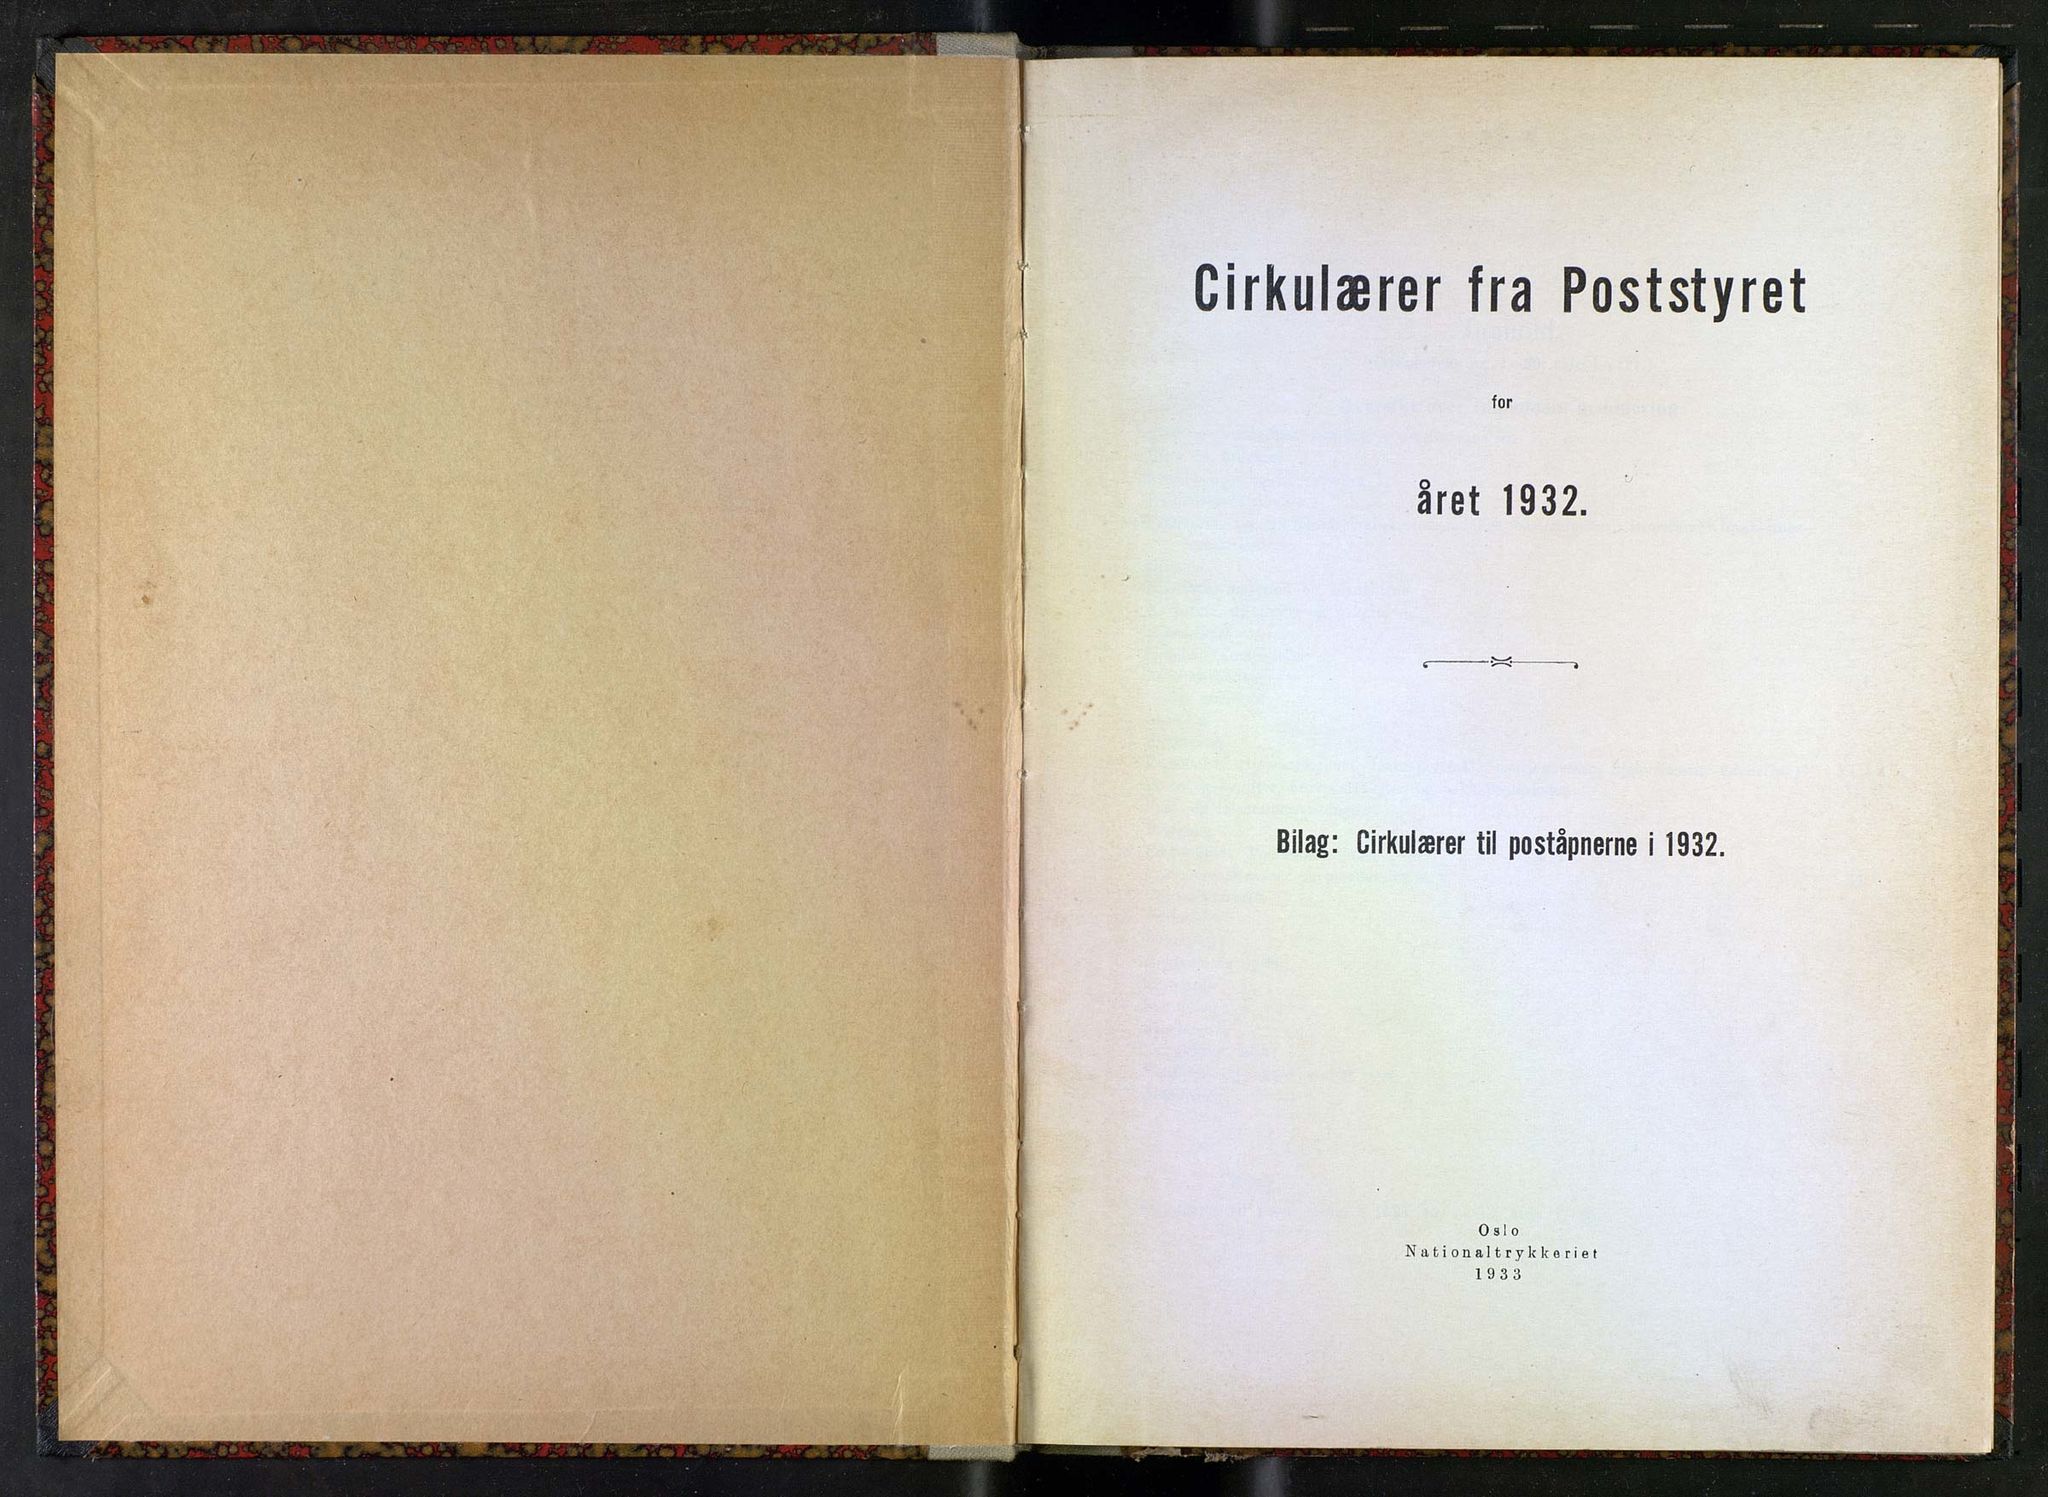 Cirkulærer fra Poststyret
for
året 1932.
Bilag: Cirkulærer til poståpnerne i 1932.
Oslo
Nationaltrykkeriet
1933